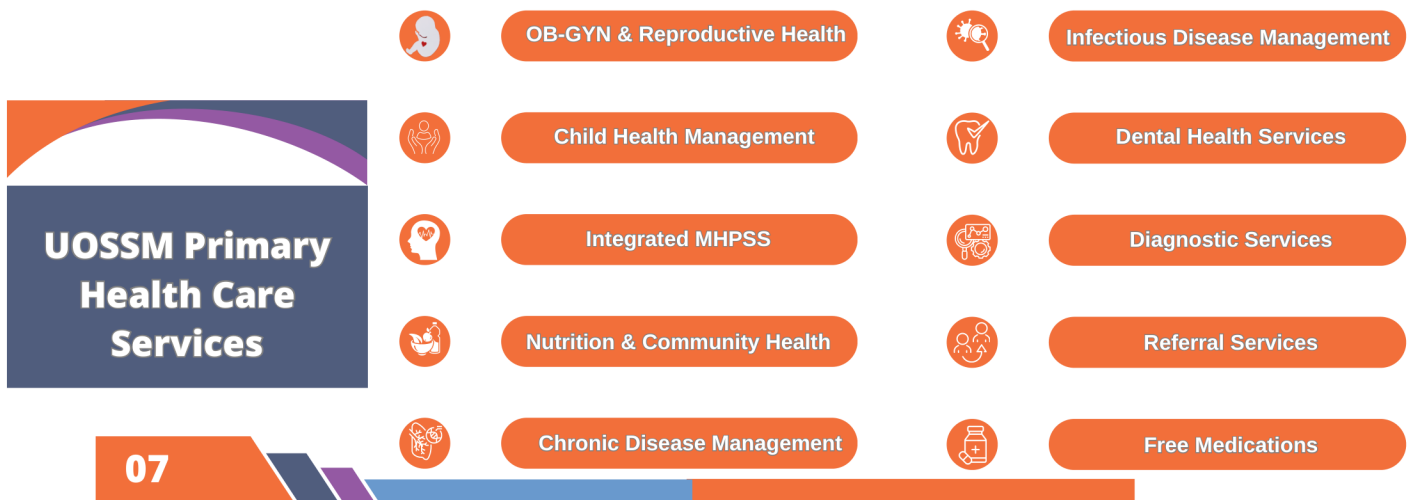 UOSSM Primary
Health Care
Services
OB-GYN & Reproductive Health
Child Health Management
Integrated MHPSS
Nutrition & Community Health
Chronic Disease Management
Infectious Disease Management
Dental Health Services
Diagnostic Services
Referral Services
Free Medications
07